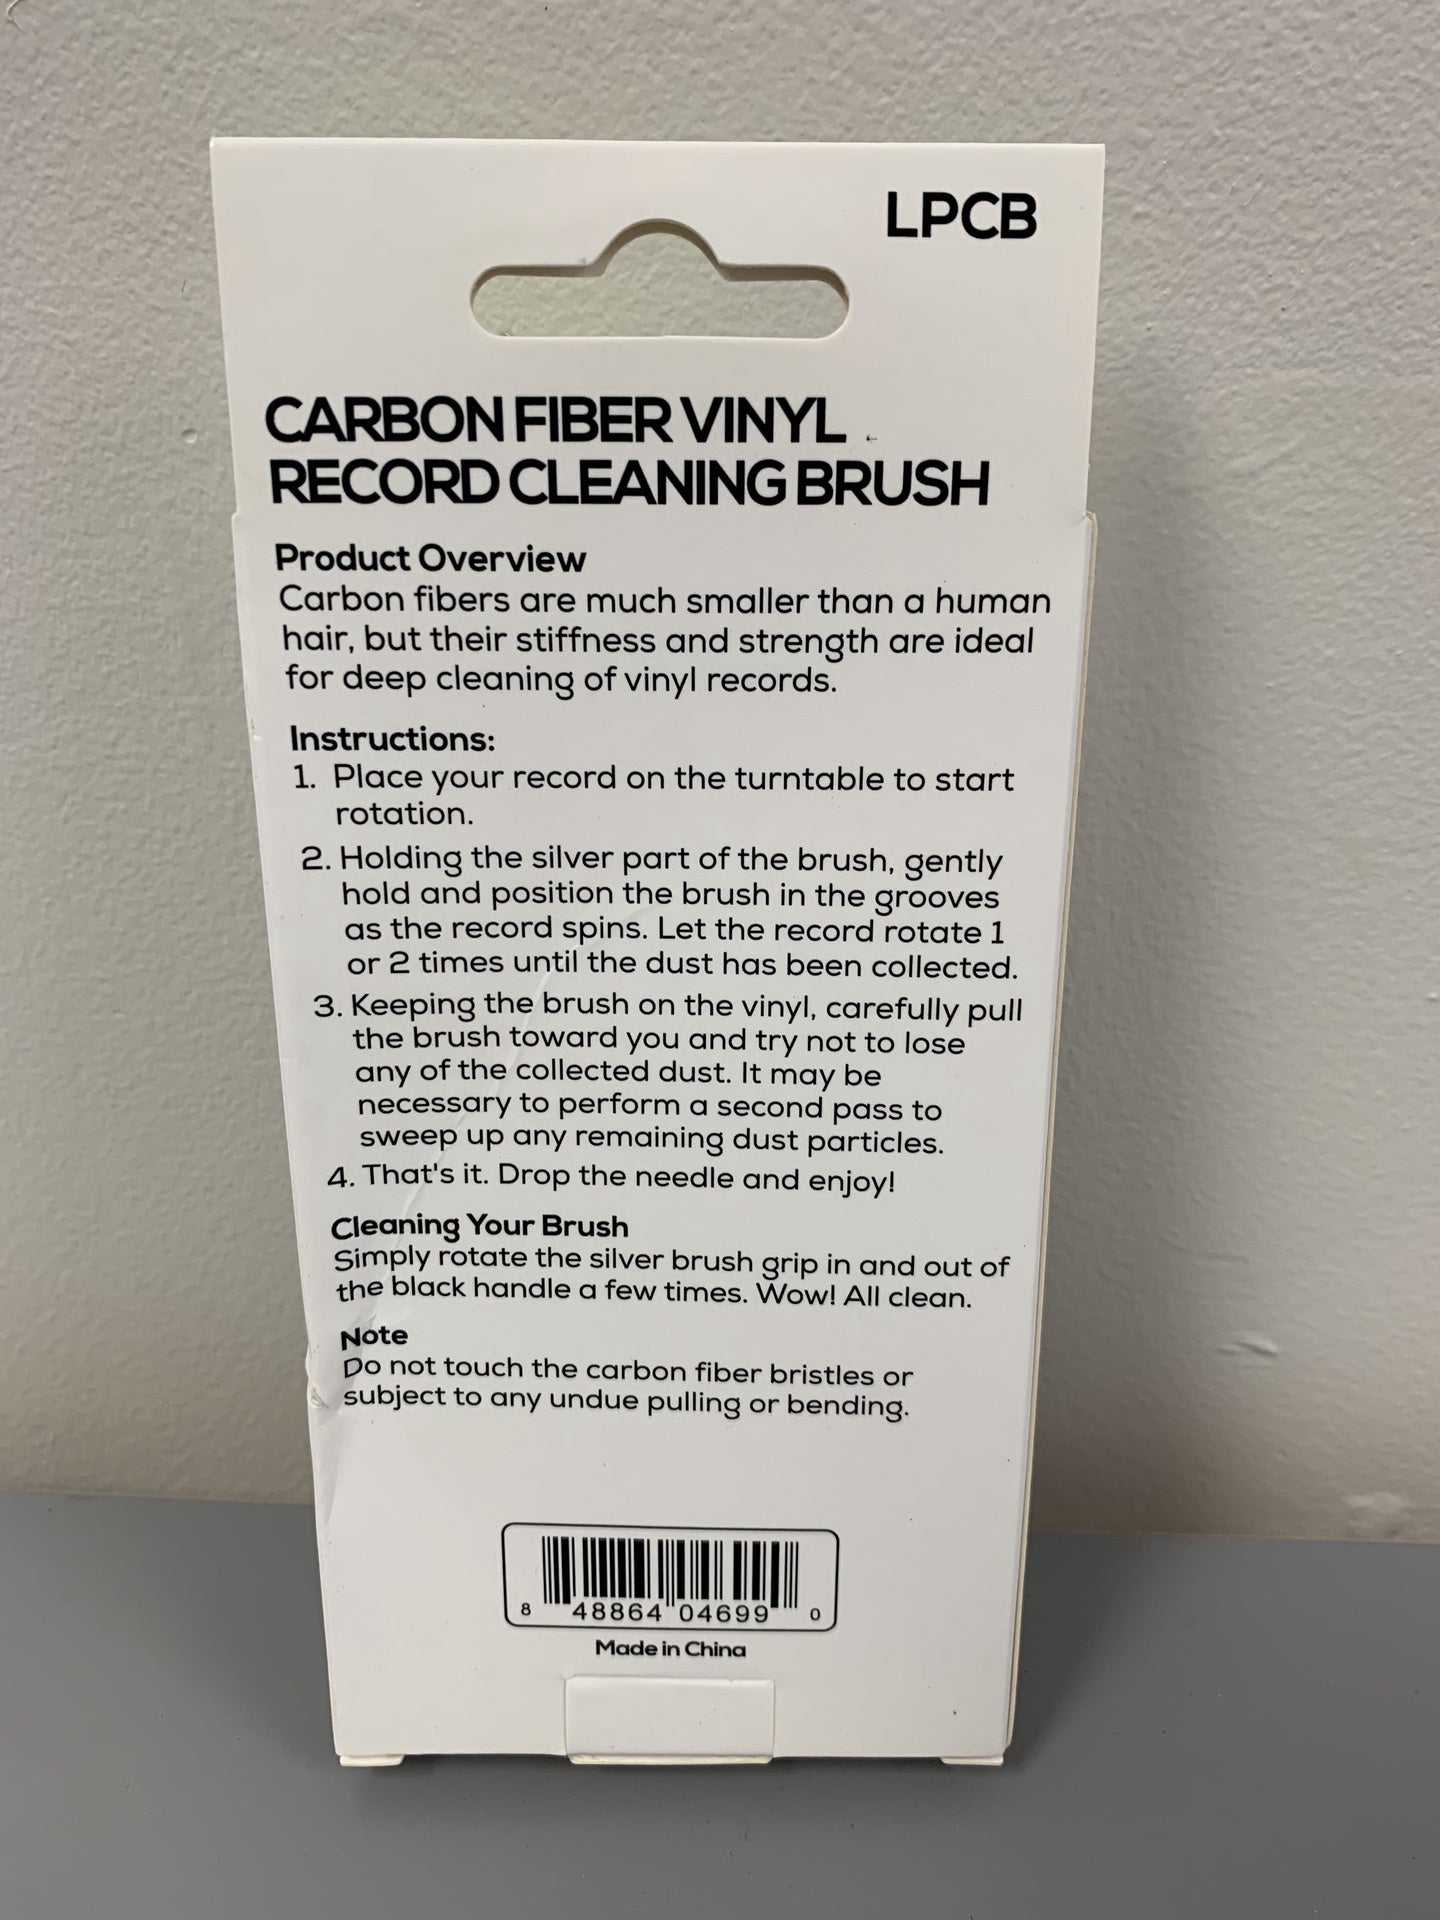 LPCB
CARBON FIBER VINYL
RECORD CLEANING BRUSH
Product Overview
Carbon fibers are much smaller than a human
hair, but their stiffness and strength are ideal
for deep cleaning of vinyl records.
Instructions:
1. Place your record on the turntable to start
rotation.
2. Holding the silver part of the brush, gently
hold and position the brush in the grooves
as the record spins. Let the record rotate 1
or 2 times until the dust has been collected.
3. Keeping the brush on the vinyl, carefully pull
the brush toward you and try not to lose
any of the collected dust. It may be
necessary to perform a second pass to
sweep up any remaining dust particles.
4. That's it. Drop the needle and enjoy!
Cleaning Your Brush
Simply rotate the silver brush grip in and out of
the black handle a few times. Wow! All clean.
Note
Do not touch the carbon fiber bristles or
subject to any undue pulling or bending.
8 48864 04699 0
Made in China